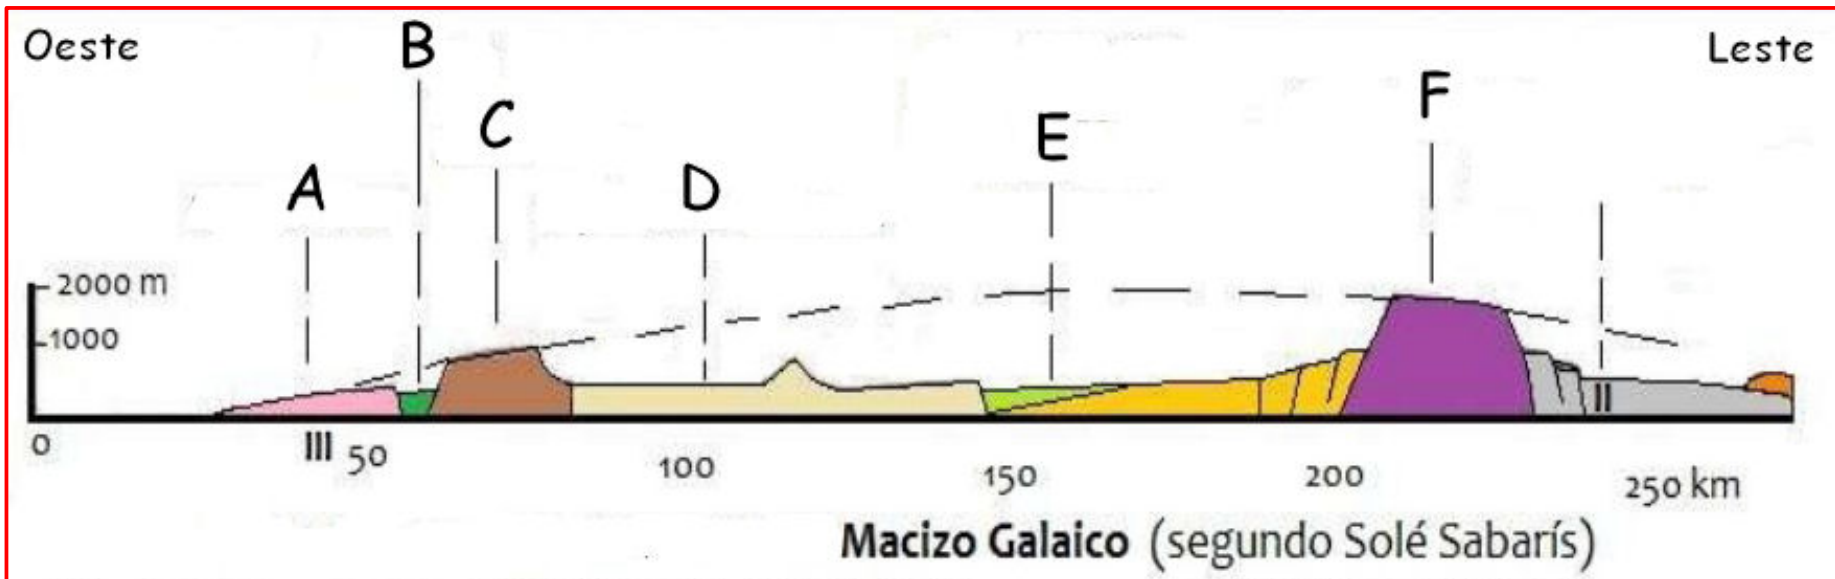 Oeste
Leste
A
B
C
D
E
F
2000 m
1000
II
0
III
50
100
150
200
250 km
Macizo Galaico (segundo Solé Sabarís)